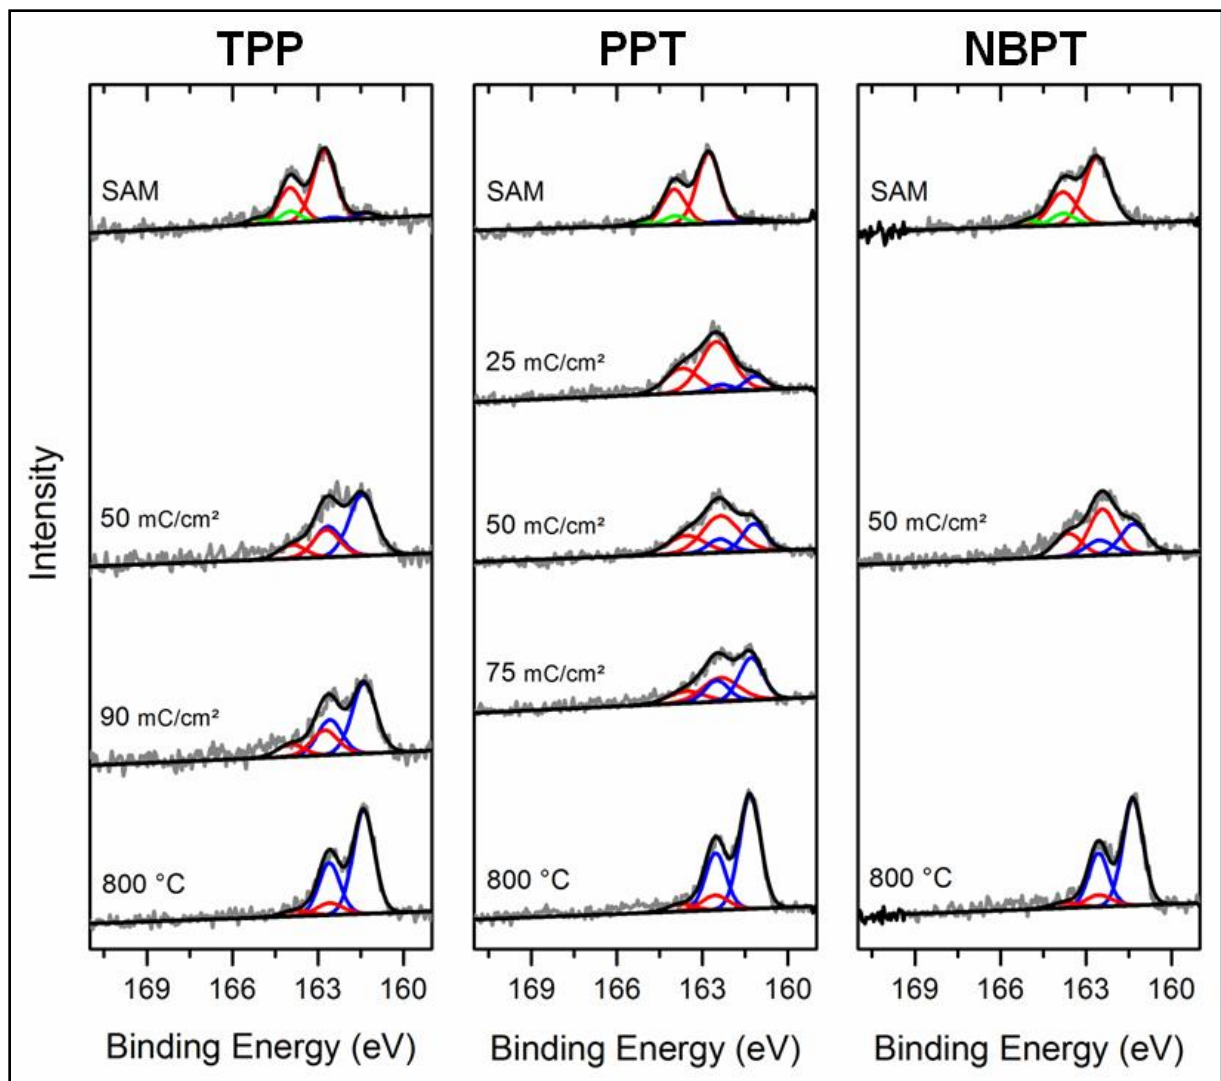 TPP
PPT
NBPT
Intensity
SAM
50 mC/cm²
90 mC/cm²
800 °C
169 166 163 160
Binding Energy (eV)
SAM
25 mC/cm²
50 mC/cm²
75 mC/cm²
800 °C
169 166 163 160
Binding Energy (eV)
SAM
50 mC/cm²
800 °C
169 166 163 160
Binding Energy (eV)